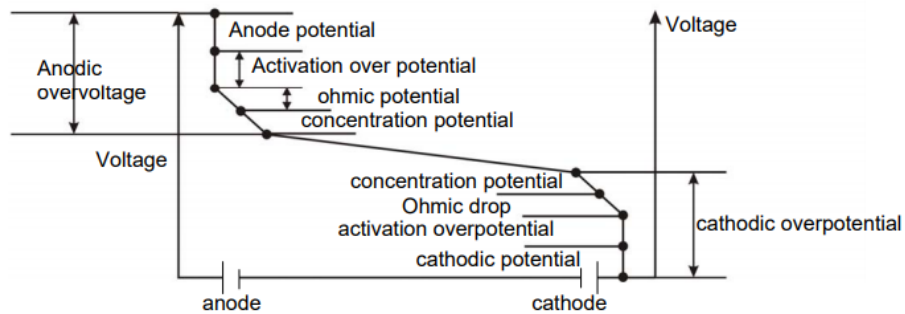 Voltage
Anode potential
Activation over potential
Anodic
overvoltage
ohmic potential
concentration potential
Voltage
concentration potential
Ohmic drop
activation overpotential
cathodic overpotential
cathodic potential
anode
cathode